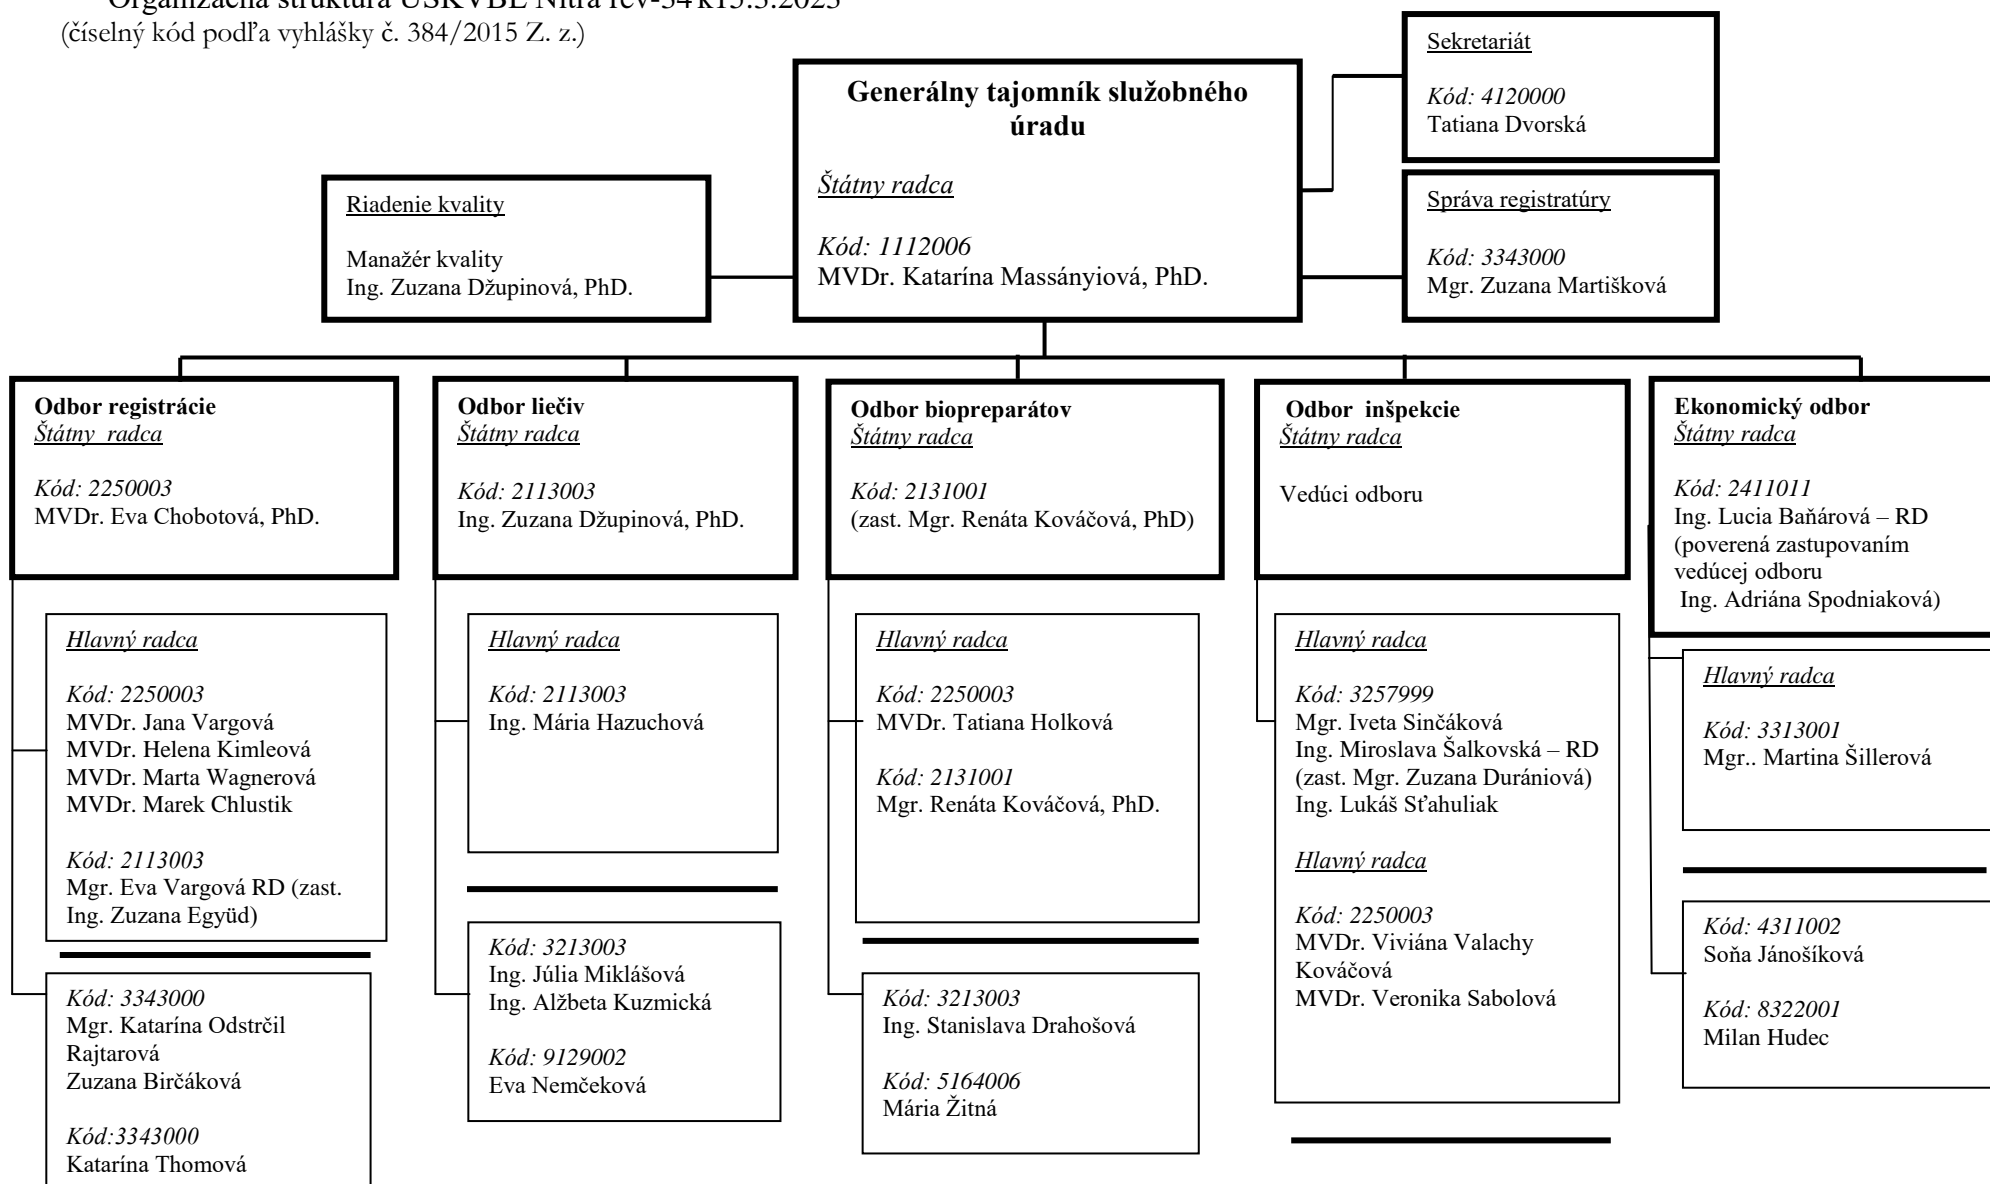 Organizačná štruktúra ÚŠKVBL Nitra rev-34 k15.3.2023
(číselný kód podľa vyhlášky č. 384/2015 Z. z.)
Sekretariát
Kód: 4120000
Tatiana Dvorská
Generálny tajomník služobného
úradu
Štátny radca
Kód: 1112006
MVDr. Katarína Massányiová, PhD.
Riadenie kvality
Manažér kvality
Ing. Zuzana Džupinová, PhD.
Správa registratúry
Kód: 3343000
Mgr. Zuzana Martišková
Odbor registrácie
Štátny radca
Kód: 2250003
MVDr. Eva Chobotová, PhD.
Odbor liečiv
Štátny radca
Kód: 2113003
Ing. Zuzana Džupinová, PhD.
Odbor biopreparátov
Štátny radca
Kód: 2131001
(zast. Mgr. Renáta Kováčová, PhD)
Odbor inšpekcie
Štátny radca
Vedúci odboru
Ekonomický odbor
Štátny radca
Kód: 2411011
Ing. Lucia Baňárová – RD
(poverená zastupovaním
vedúcej odboru
Ing. Adriána Spodniaková)
Hlavný radca
Kód: 2250003
MVDr. Jana Vargová
MVDr. Helena Kimleová
MVDr. Marta Wagnerová
MVDr. Marek Chlustik
Kód: 2113003
Mgr. Eva Vargová RD (zast.
Ing. Zuzana Együd)
Kód: 3343000
Mgr. Katarína Odstrčil
Rajtarová
Zuzana Birčáková
Kód:3343000
Katarína Thomová
Hlavný radca
Kód: 2113003
Ing. Mária Hazuchová
Kód: 3213003
Ing. Júlia Miklášová
Ing. Alžbeta Kuzmická
Kód: 9129002
Eva Nemčeková
Hlavný radca
Kód: 2250003
MVDr. Tatiana Holková
Kód: 2131001
Mgr. Renáta Kováčová, PhD.
Kód: 3213003
Ing. Stanislava Drahošová
Kód: 5164006
Mária Žitná
Hlavný radca
Kód: 3257999
Mgr. Iveta Sinčáková
Ing. Miroslava Šalkovská – RD
(zast. Mgr. Zuzana Durániová)
Ing. Lukáš Sťahuliak
Hlavný radca
Kód: 2250003
MVDr. Viviána Valachy
Kováčová
MVDr. Veronika Sabolová
Hlavný radca
Kód: 3313001
Mgr.. Martina Šillerová
Kód: 4311002
Soňa Jánošíková
Kód: 8322001
Milan Hudec